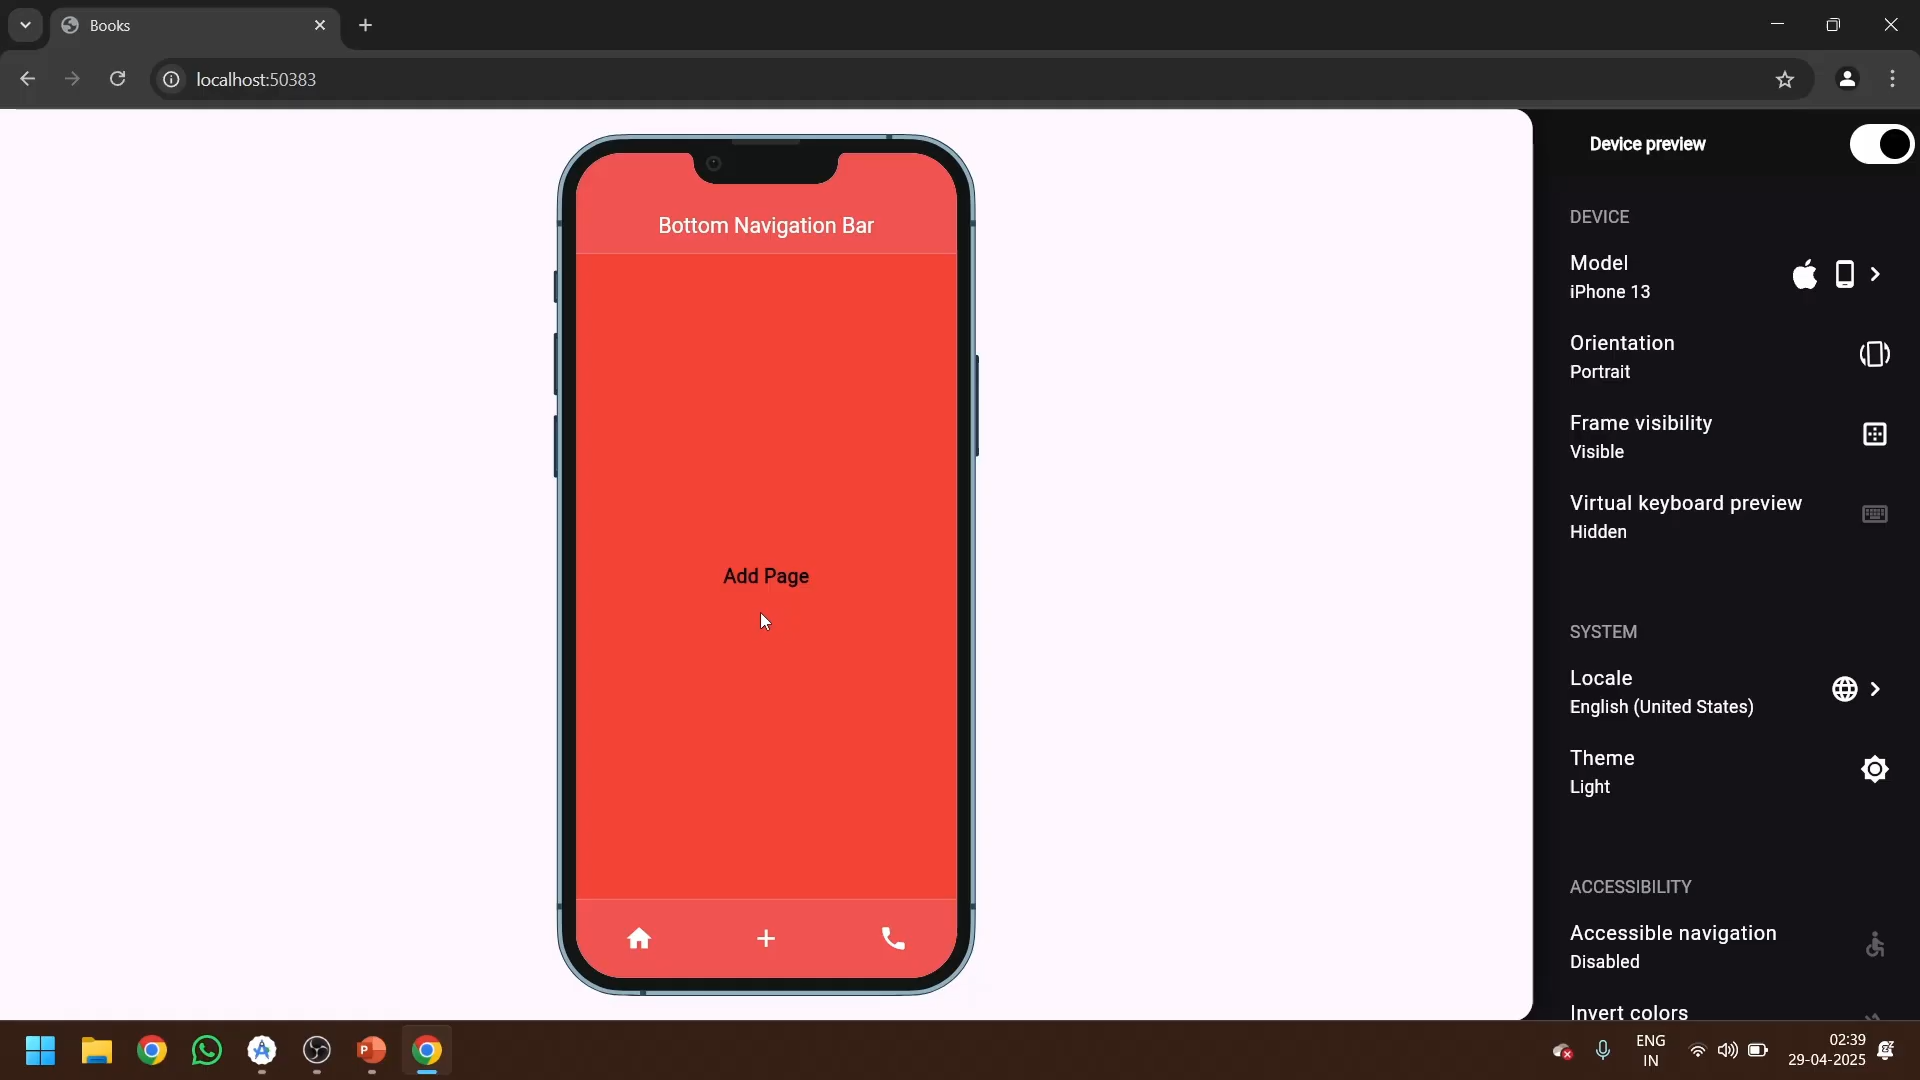 Books
localhost:50383
Bottom Navigation Bar
Add Page
Device preview
DEVICE
Model
iPhone 13
Orientation
Portrait
Frame visibility
Visible
Virtual keyboard preview
Hidden
SYSTEM
Locale
English (United States)
Theme
Light
ACCESSIBILITY
Accessible navigation
Disabled
Invert colors
P
ENG
IN
02:39
29-04-2025